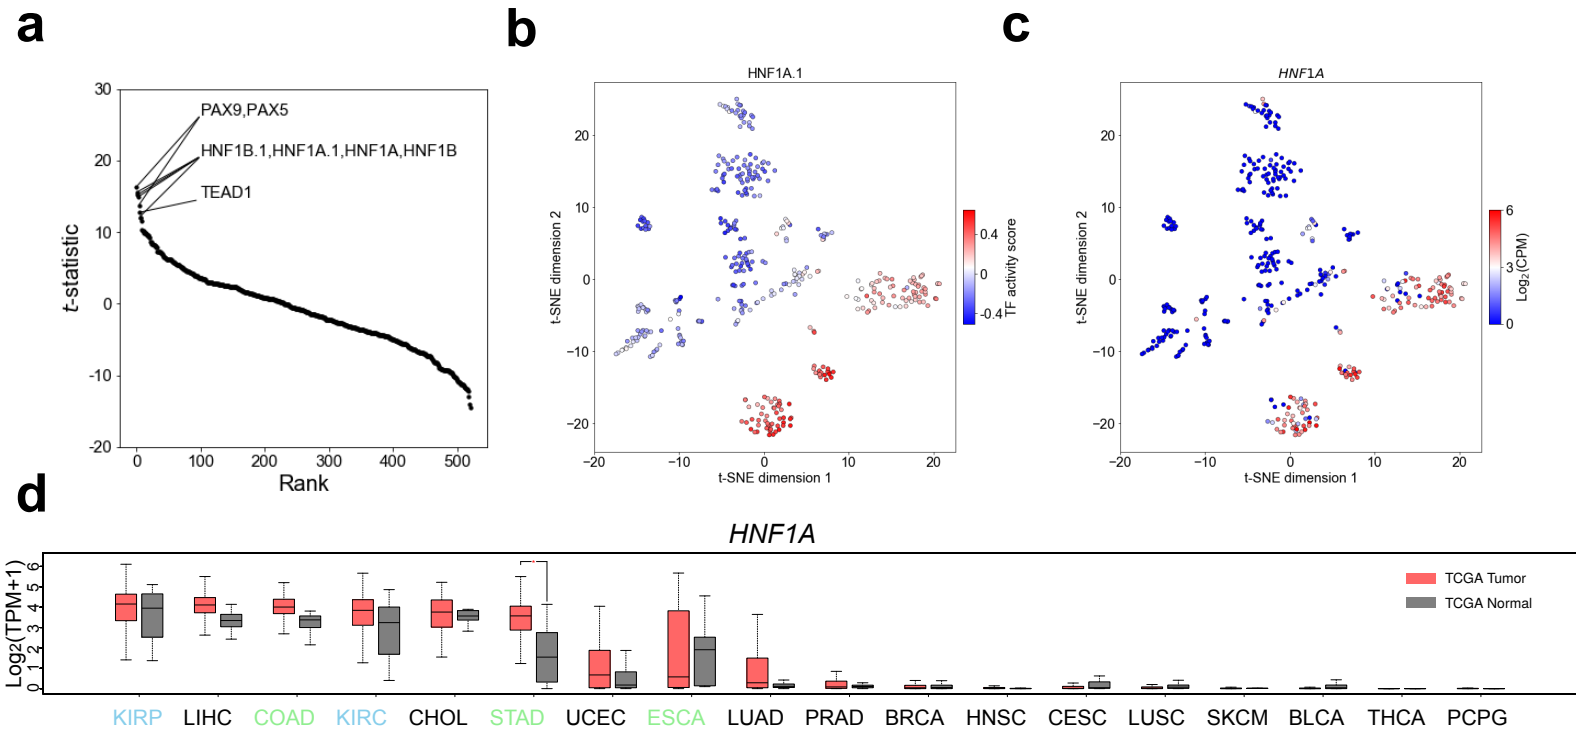 a
30
20
10
0
-10
-20
t-statistic
PAX9,PAX5
HNF1B.1,HNF1A.1,HNF1A,HNF1B
TEAD1
0 100 200 300 400 500
Rank
b
HNF1A.1
20
10
0
−10
−20
t-SNE dimension 2
−20 −10 0 10 20
t-SNE dimension 1
0.4
0
-0.4
TF activity score
c
HNF1A
20
10
0
−10
−20
t-SNE dimension 2
−20 −10 0 10 20
t-SNE dimension 1
6
3
0
Log2(CPM)
d
HNF1A
Log2(TPM+1)
6
5
4
3
2
1
0
*
TCGA Tumor
TCGA Normal
KIRP LIHC COAD KIRC CHOL STAD UCEC ESCA LUAD PRAD BRCA HNSC CESC LUSC SKCM BLCA THCA PCPG